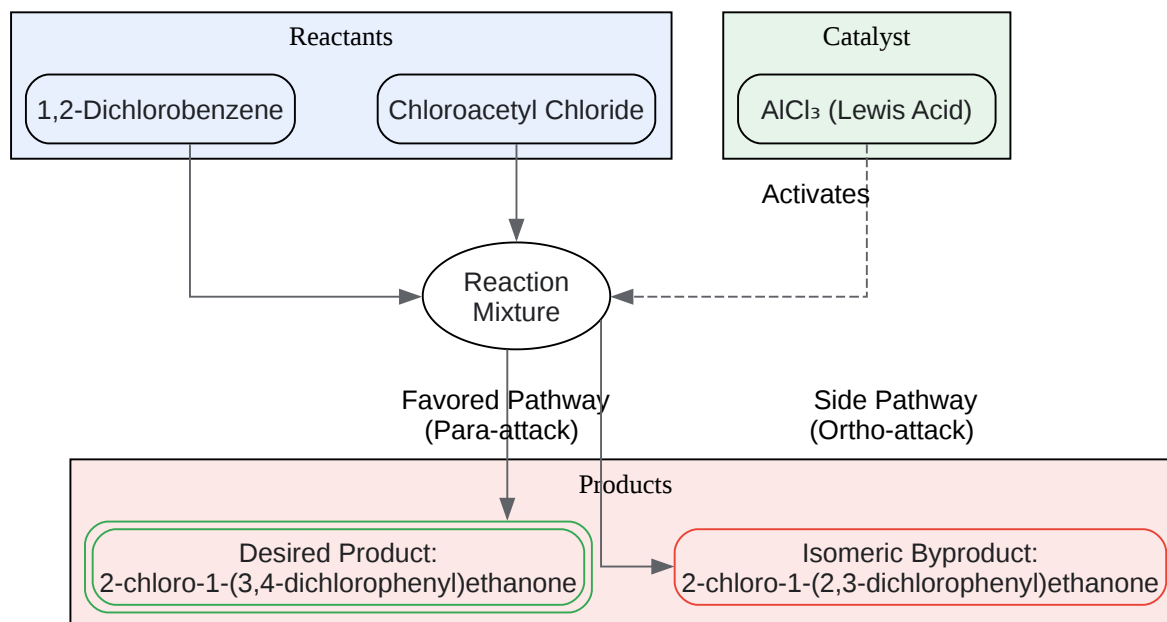 Reactants
Catalyst
1,2-Dichlorobenzene
Chloroacetyl Chloride
AlCl₃ (Lewis Acid)
Activates
Reaction
Mixture
Favored Pathway
(Para-attack)
Side Pathway
(Ortho-attack)
Products
Desired Product:
2-chloro-1-(3,4-dichlorophenyl)ethanone
Isomeric Byproduct:
2-chloro-1-(2,3-dichlorophenyl)ethanone